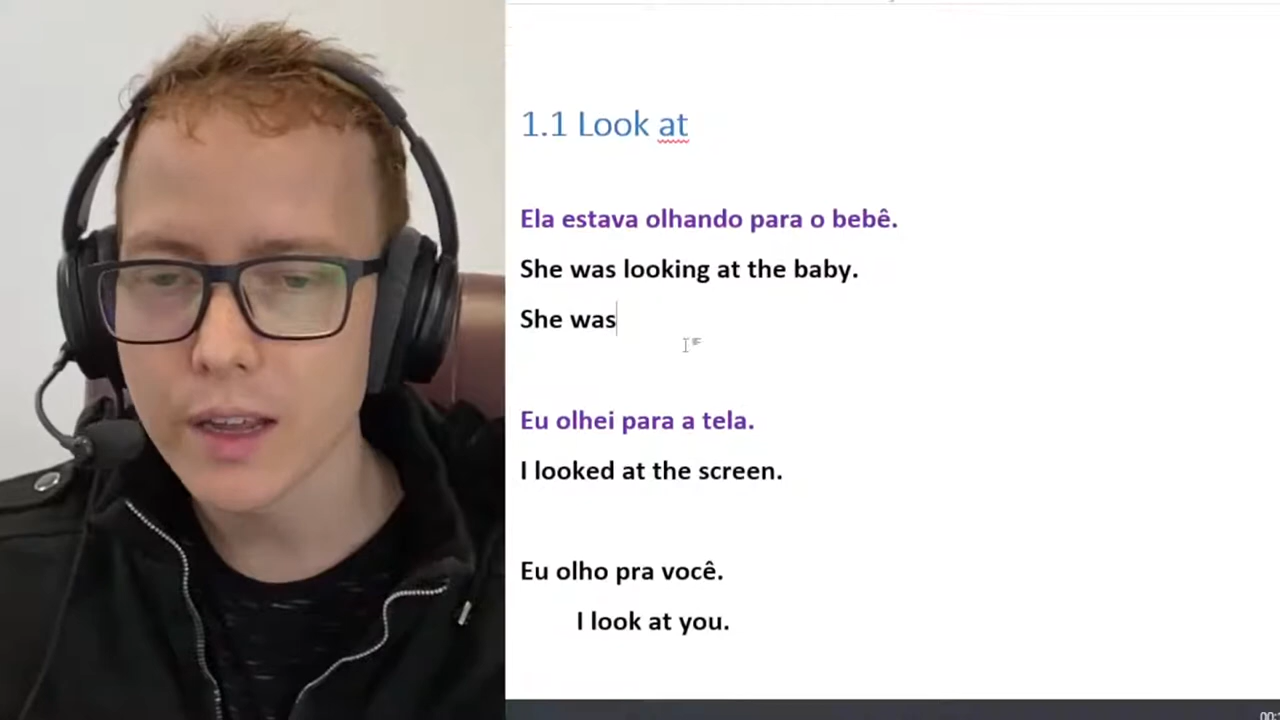 1.1 Look at
Ela estava olhando para o bebê.
She was looking at the baby.
She was
Eu olhei para a tela.
I looked at the screen.
Eu olho pra você.
I look at you.